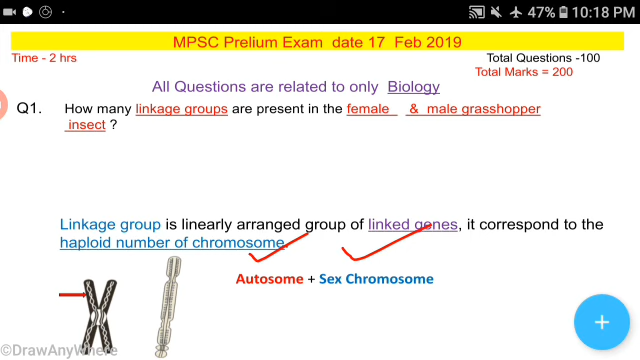 47% 10:18 PM
MPSC Prelium Exam date 17 Feb 2019
Time - 2 hrs
Total Questions -100
Total Marks = 200
All Questions are related to only Biology
Q1. How many linkage groups are present in the female & male grasshopper
insect ?
Linkage group is linearly arranged group of linked genes, it correspond to the
haploid number of chromosome.
Autosome + Sex Chromosome
©DrawAnyWhere